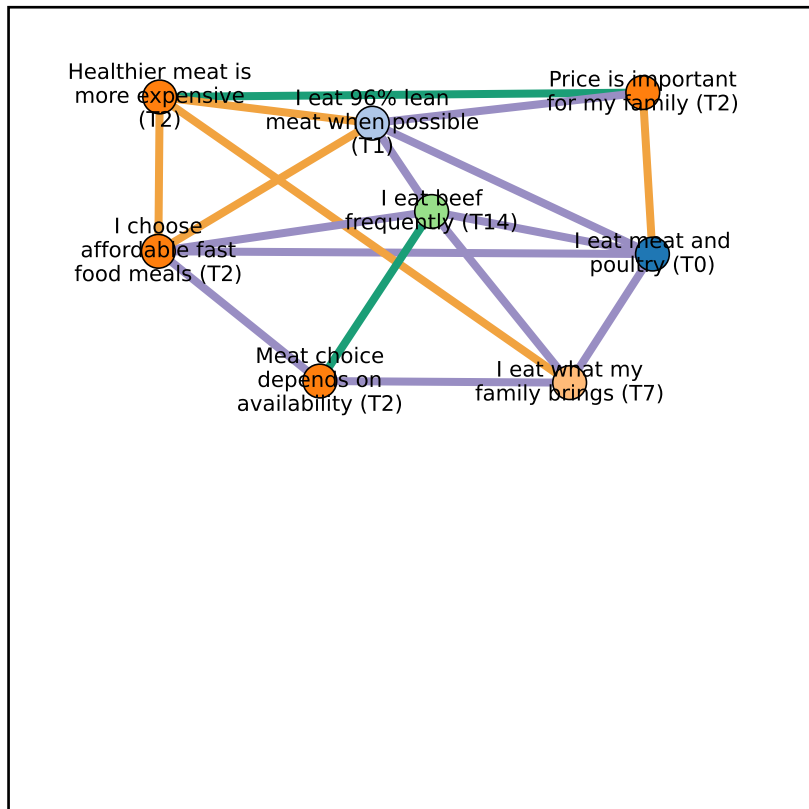 Healthier meat is
more expensive
(T2)
I eat 96% lean
meat when possible
(T1)
Price is important
for my family (T2)
I eat beef
frequently (T14)
I choose
affordable fast
food meals (T2)
I eat meat and
poultry (T0)
Meat choice
depends on
availability (T2)
I eat what my
family brings (T7)